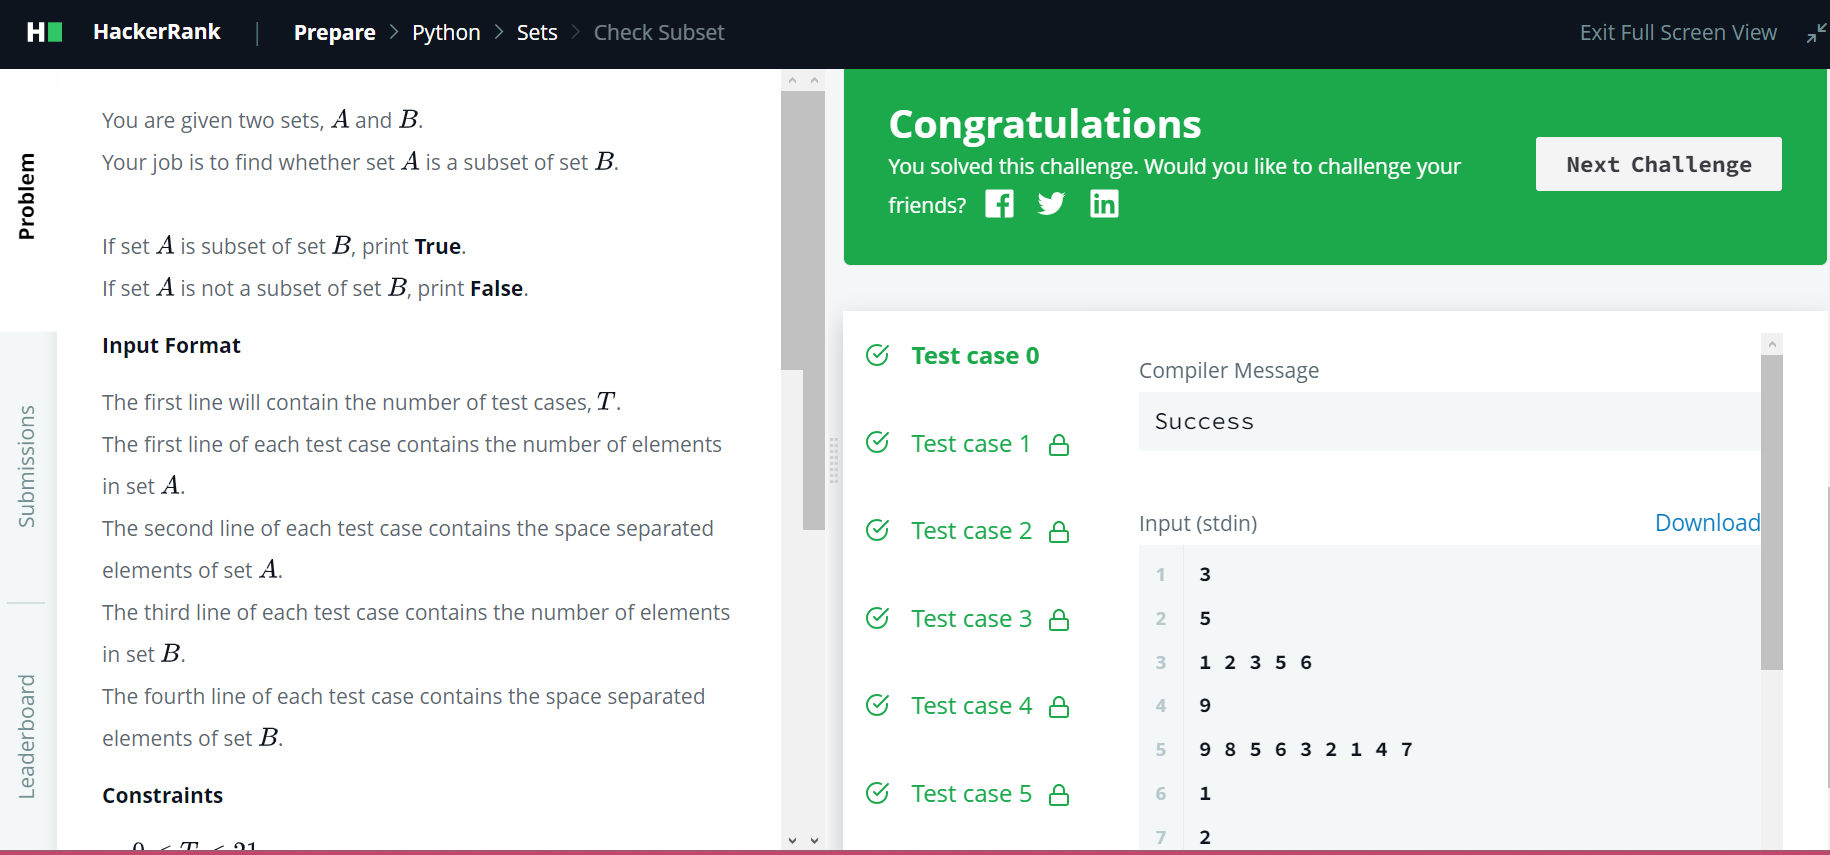 H HackerRank | Prepare > Python > Sets > Check Subset Exit Full Screen View
Problem
Submissions
Leaderboard
You are given two sets, A and B.
Your job is to find whether set A is a subset of set B.
If set A is subset of set B, print True.
If set A is not a subset of set B, print False.
Input Format
The first line will contain the number of test cases, T.
The first line of each test case contains the number of elements
in set A.
The second line of each test case contains the space separated
elements of set A.
The third line of each test case contains the number of elements
in set B.
The fourth line of each test case contains the space separated
elements of set B.
Constraints
0 < T < 21
Congratulations
You solved this challenge. Would you like to challenge your
friends?
Next Challenge
Test case 0
Test case 1
Test case 2
Test case 3
Test case 4
Test case 5
Compiler Message
Success
Input (stdin) Download
1 3
2 5
3 1 2 3 5 6
4 9
5 9 8 5 6 3 2 1 4 7
6 1
7 2